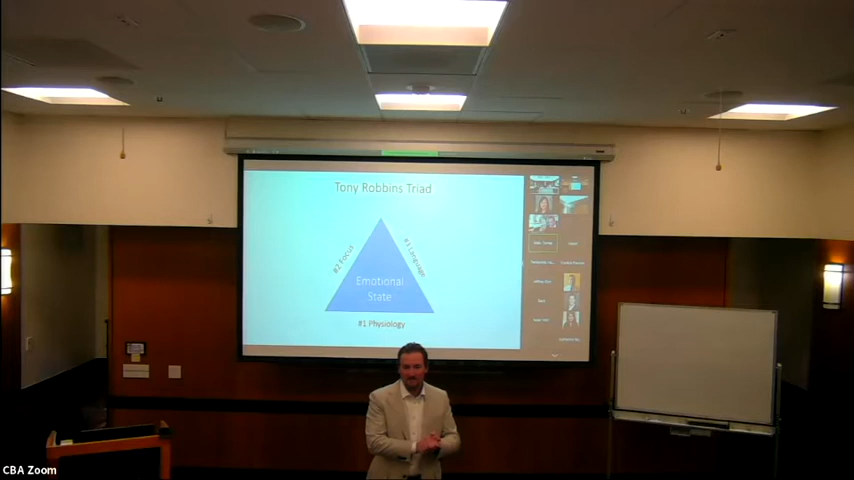 Tony Robbins Triad
#2 Focus
#3 Language
Emotional
State
#1 Physiology
CBA Zoom